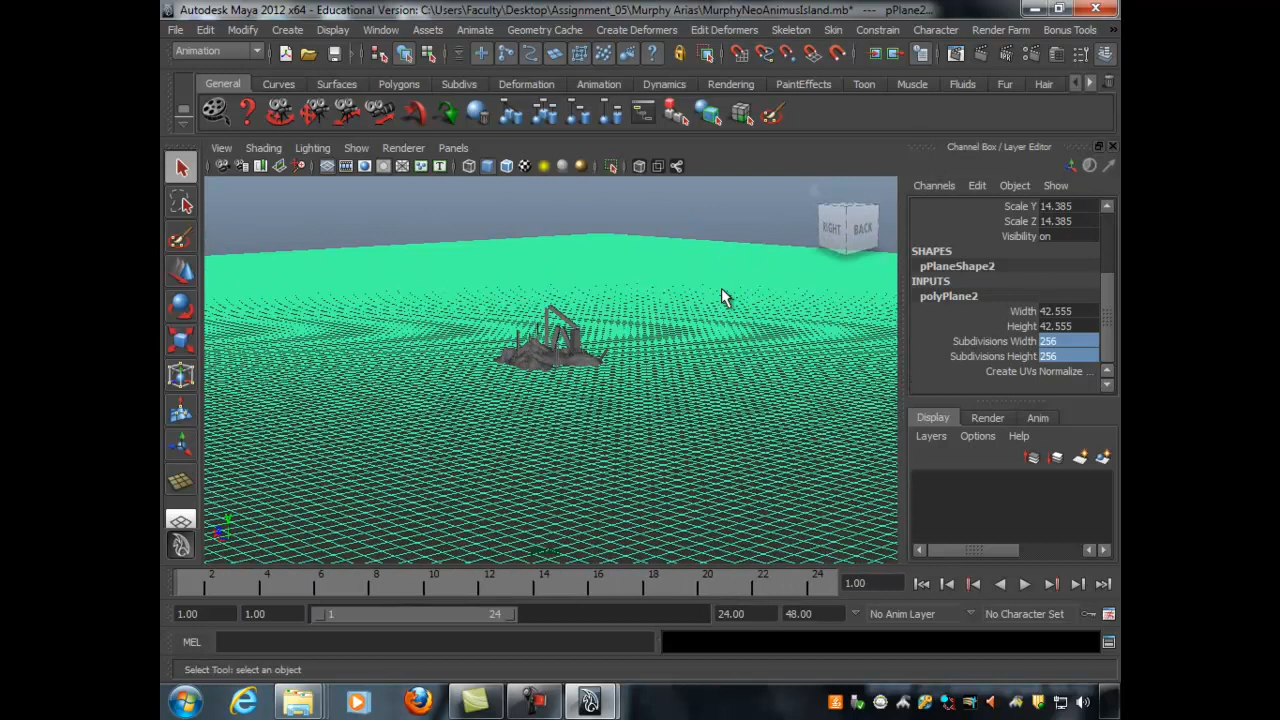 Autodesk Maya 2012 x64 - Educational Version: C:\Users\Faculty\Desktop\Assignment_05\Murphy Arias\MurphyNeoAnimusIsland.mb* --- pPlane2...
File Edit Modify Create Display Window Assets Animate Geometry Cache Create Deformers Edit Deformers Skeleton Skin Constrain Character Render Farm Bonus Tools
Animation
General Curves Surfaces Polygons Subdivs Deformation Animation Dynamics Rendering PaintEffects Toon Muscle Fluids Fur Hair
View Shading Lighting Show Renderer Panels
Channel Box / Layer Editor
Channels Edit Object Show
Scale Y 14.385
Scale Z 14.385
Visibility on
SHAPES
pPlaneShape2
INPUTS
polyPlane2
Width 42.555
Height 42.555
Subdivisions Width 256
Subdivisions Height 256
Create UVs Normalize ...
RIGHT BACK
Display Render Anim
Layers Options Help
2 4 6 8 10 12 14 16 18 20 22 24 1.00
1.00 1.00 1 24 24.00 48.00 No Anim Layer No Character Set
MEL
Select Tool: select an object